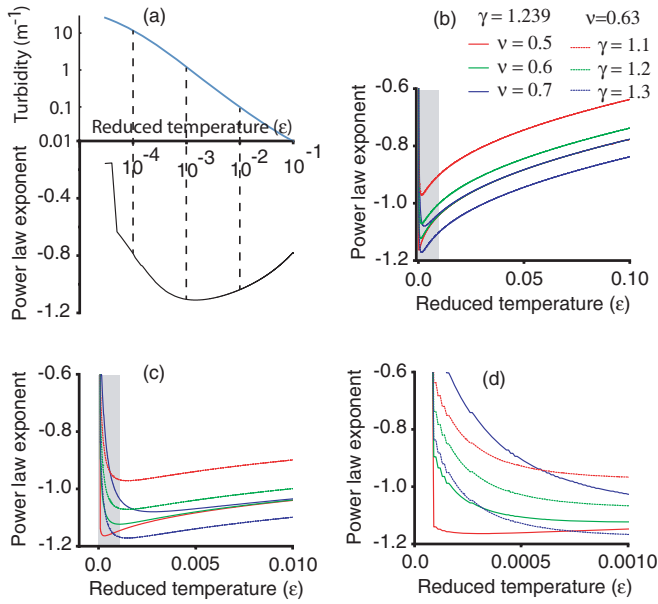 (a)
Turbidity (m⁻¹)
10
1
0.1
0.01
Reduced temperature (ε)
10⁻⁴ 10⁻³ 10⁻² 10⁻¹
Power law exponent
-0.4
-0.8
-1.2
(b)
γ = 1.239 ν=0.63
ν = 0.5 γ = 1.1
ν = 0.6 γ = 1.2
ν = 0.7 γ = 1.3
Power law exponent
-0.6
-0.8
-1.0
-1.2
0.0 0.05 0.10
Reduced temperature (ε)
(c)
Power law exponent
-0.6
-0.8
-1.0
-1.2
0.0 0.005 0.010
Reduced temperature (ε)
(d)
Power law exponent
-0.6
-0.8
-1.0
-1.2
0.0 0.0005 0.0010
Reduced temperature (ε)